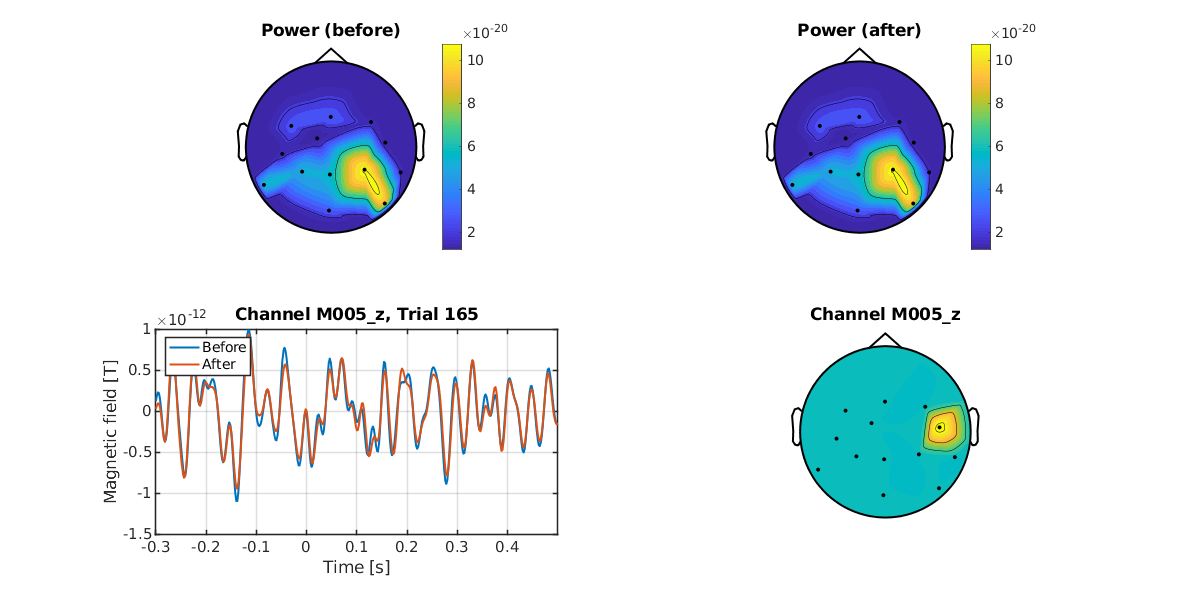 Power (before)
×10-20
10
8
6
4
2
Power (after)
×10-20
10
8
6
4
2
Channel M005_z, Trial 165
×10-12
Before
After
1
0.5
0
-0.5
-1
-1.5
Magnetic field [T]
-0.3 -0.2 -0.1 0 0.1 0.2 0.3 0.4
Time [s]
Channel M005_z